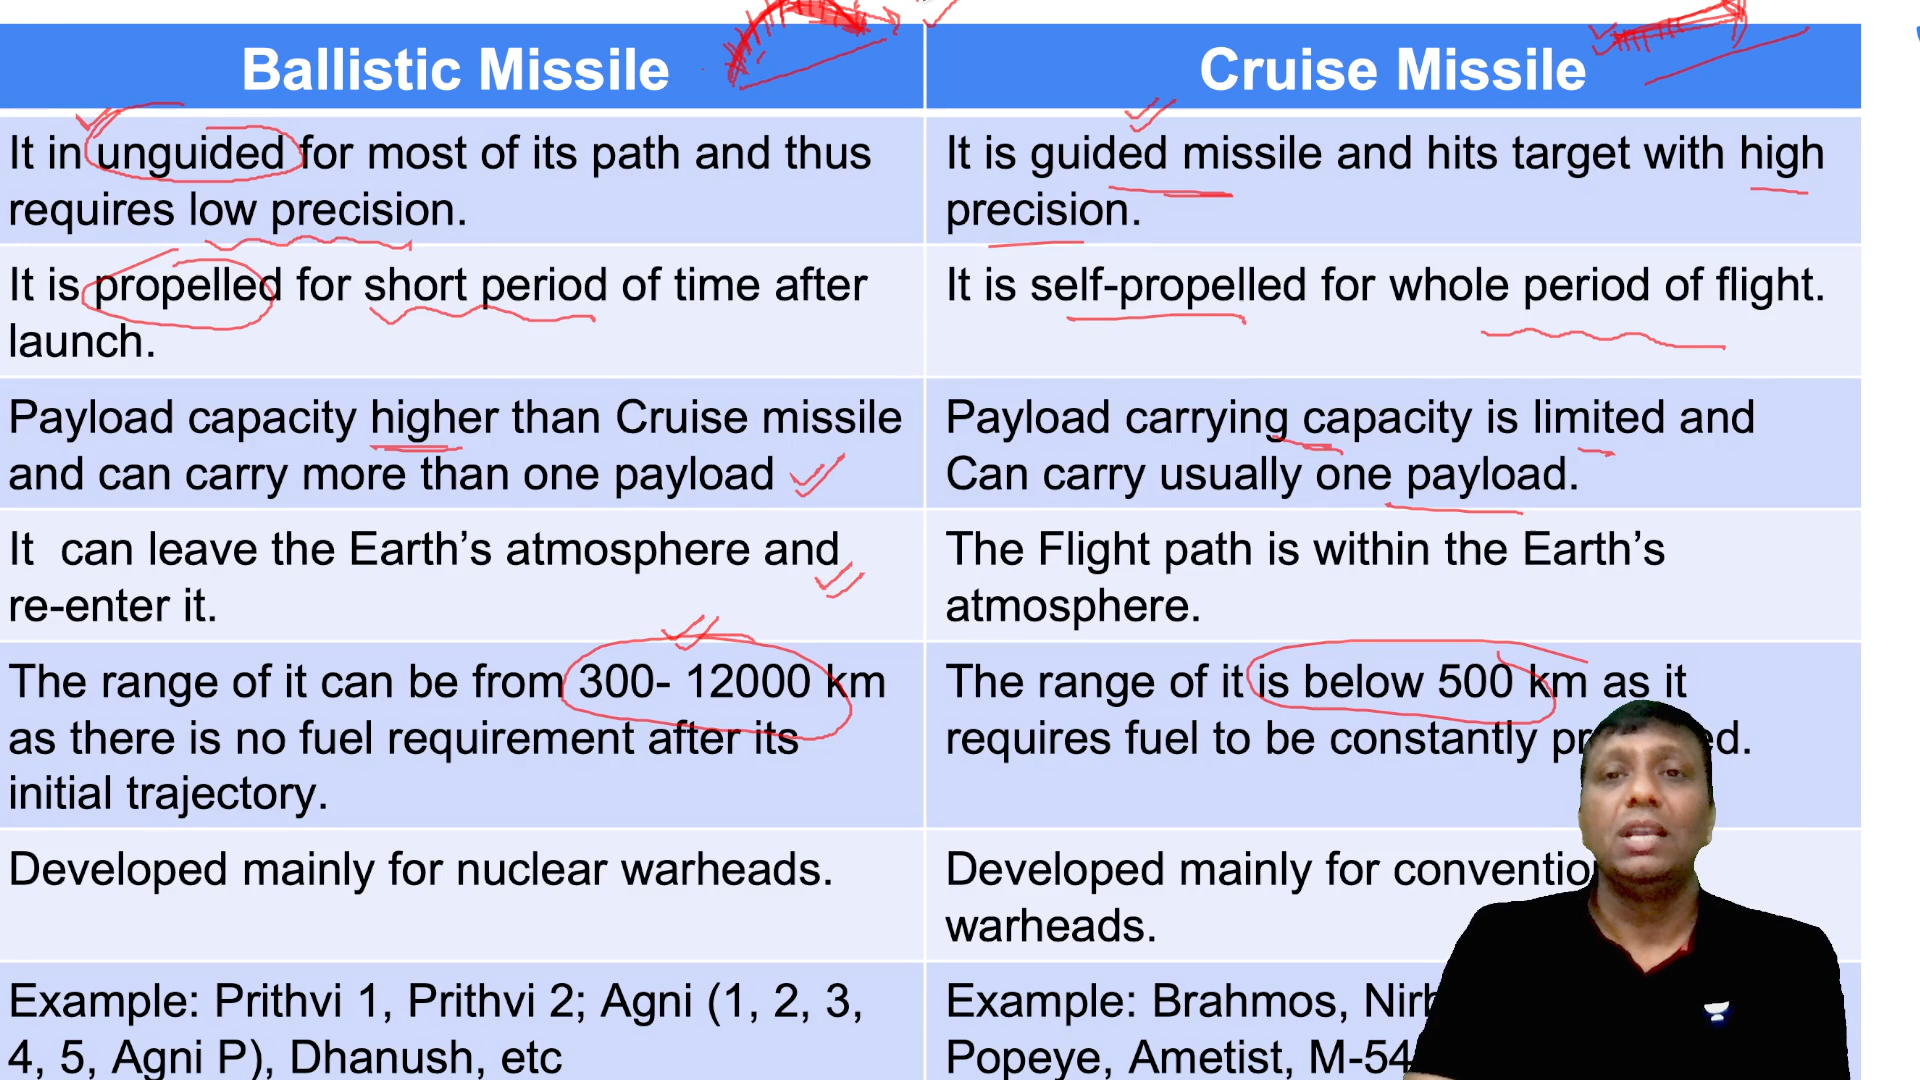 Ballistic Missile
Cruise Missile
It in unguided for most of its path and thus
requires low precision.
It is guided missile and hits target with high
precision.
It is propelled for short period of time after
launch.
It is self-propelled for whole period of flight.
Payload capacity higher than Cruise missile
and can carry more than one payload
Payload carrying capacity is limited and
Can carry usually one payload.
It can leave the Earth’s atmosphere and
re-enter it.
The Flight path is within the Earth’s
atmosphere.
The range of it can be from 300- 12000 km
as there is no fuel requirement after its
initial trajectory.
The range of it is below 500 km as it
requires fuel to be constantly
Developed mainly for nuclear warheads.
Developed mainly for
warheads.
Example: Prithvi 1, Prithvi 2; Agni (1, 2, 3,
4, 5, Agni P), Dhanush, etc
Example: Brahmos,
Popeye, Ametist, M-54